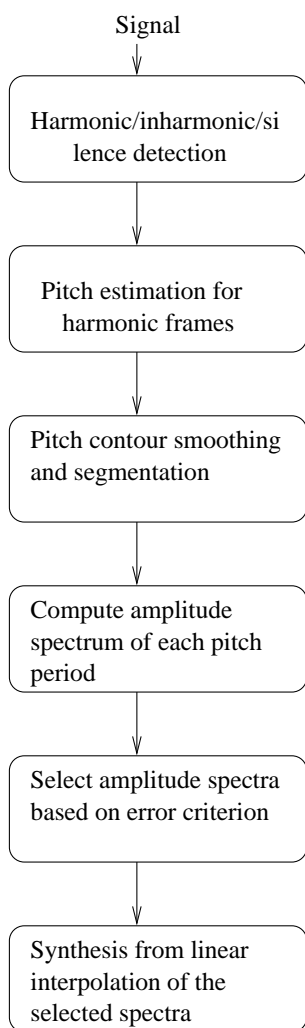 Signal
Harmonic/inharmonic/si
lence detection
Pitch estimation for
harmonic frames
Pitch contour smoothing
and segmentation
Compute amplitude
spectrum of each pitch
period
Select amplitude spectra
based on error criterion
Synthesis from linear
interpolation of the
selected spectra